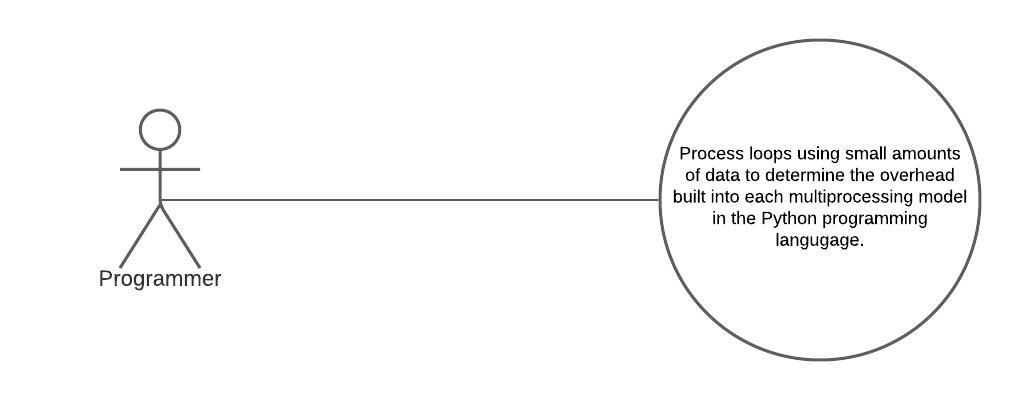 Programmer
Process loops using small amounts
of data to determine the overhead
built into each multiprocessing model
in the Python programming
langugage.